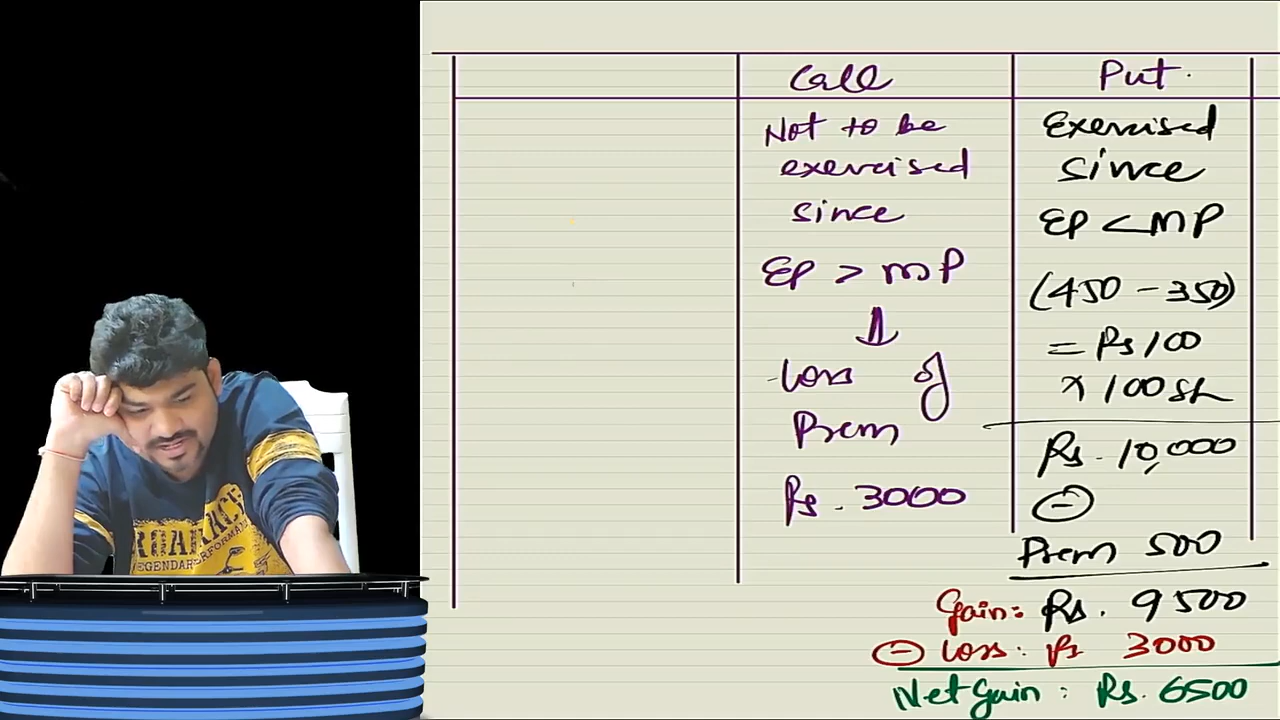 Call
Not to be
exercised
since
EP > MP
⇓
Loss of
Prem
Rs. 3000
Put.
Exercised
since
EP < MP
(450 - 350)
= Rs 100
× 100 sh
Rs. 10,000
(-)
Prem 500
Gain: Rs. 9500
(-) Loss: Rs 3000
Net Gain: Rs. 6500
ROARACE
LEGENDARFERFORMA